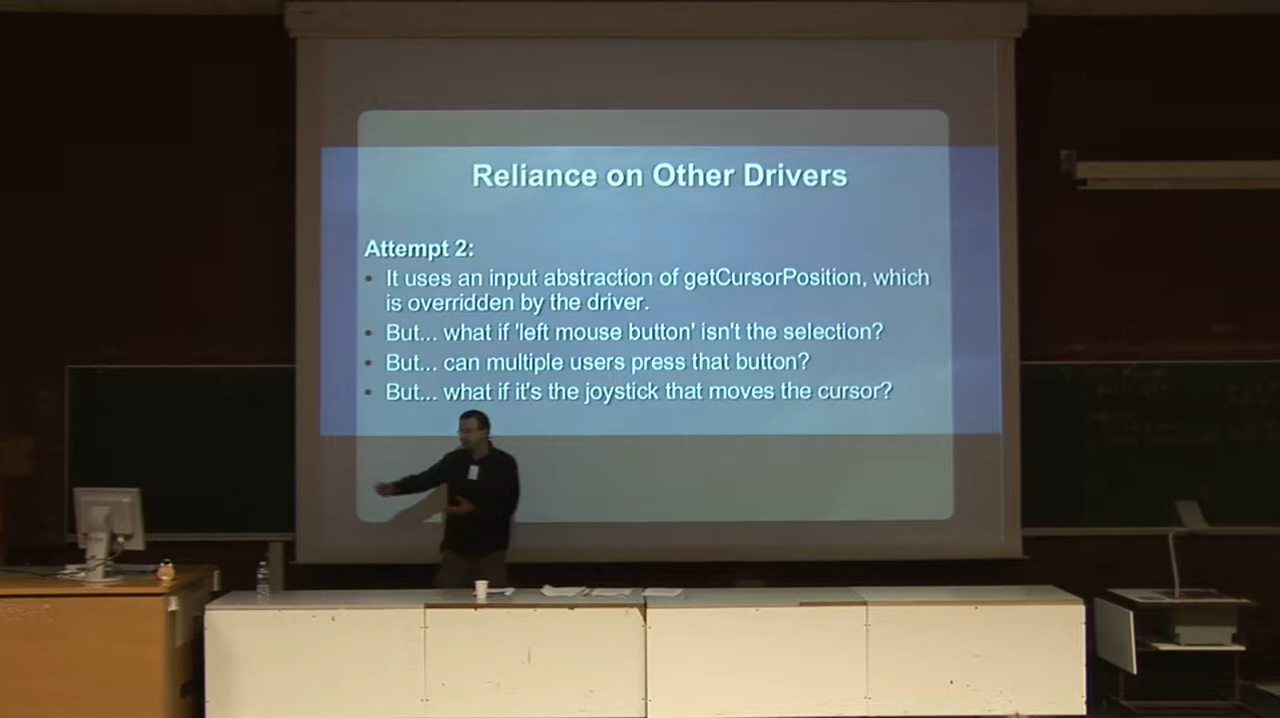 Reliance on Other Drivers
Attempt 2:
• It uses an input abstraction of getCursorPosition, which
is overridden by the driver.
• But... what if 'left mouse button' isn't the selection?
• But... can multiple users press that button?
• But... what if it's the joystick that moves the cursor?